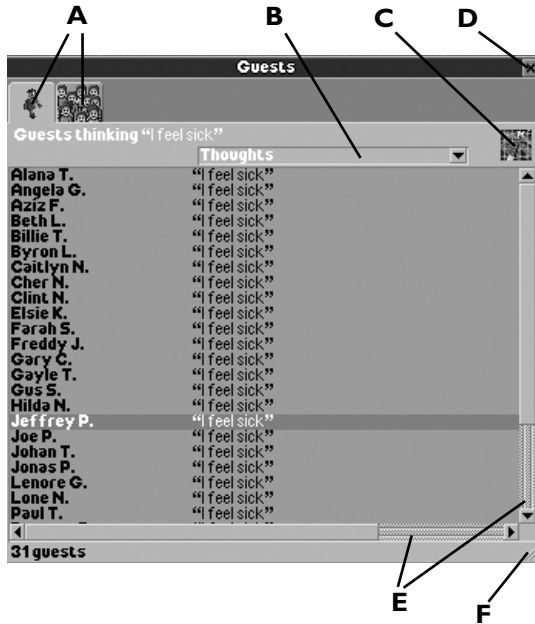 A B C D
Guests
Guests thinking “I feel sick”
Thoughts
Alana T. “I feel sick”
Angela G. “I feel sick”
Aziz F. “I feel sick”
Beth L. “I feel sick”
Billie T. “I feel sick”
Byron L. “I feel sick”
Caitlyn N. “I feel sick”
Cher N. “I feel sick”
Clint N. “I feel sick”
Elsie K. “I feel sick”
Farah S. “I feel sick”
Freddy J. “I feel sick”
Gary C. “I feel sick”
Gayle T. “I feel sick”
Gus S. “I feel sick”
Hilda N. “I feel sick”
Jeffrey P. “I feel sick”
Joe P. “I feel sick”
Johan T. “I feel sick”
Jonas P. “I feel sick”
Lenore G. “I feel sick”
Lone N. “I feel sick”
Paul T. “I feel sick”
31 guests
E
F